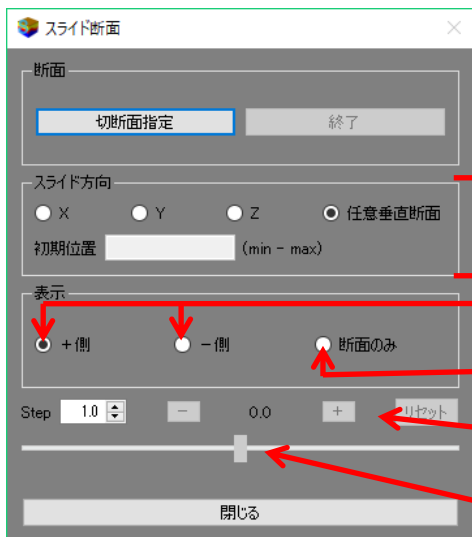 スライド断面
断面
切断面指定 終了
スライド方向
X Y Z 任意垂直断面
初期位置 (min - max)
表示
+側 -側 断面のみ
Step 1.0 - 0.0 + リセット
閉じる